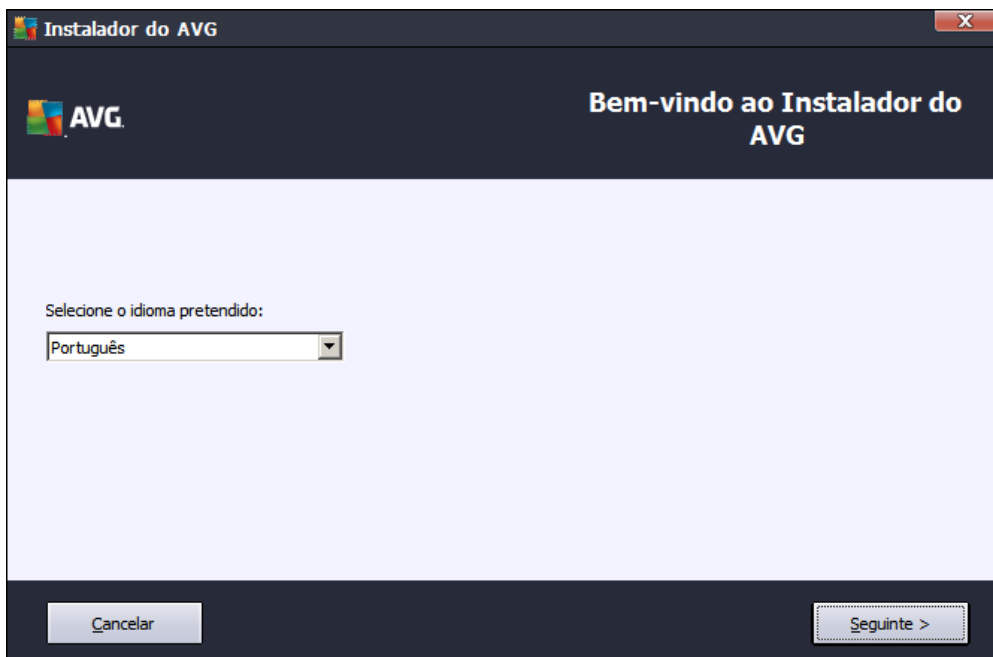 Instalador do AVG
X
AVG.
Bem-vindo ao Instalador do
AVG
Selecione o idioma pretendido:
Português
Cancelar
Seguinte >